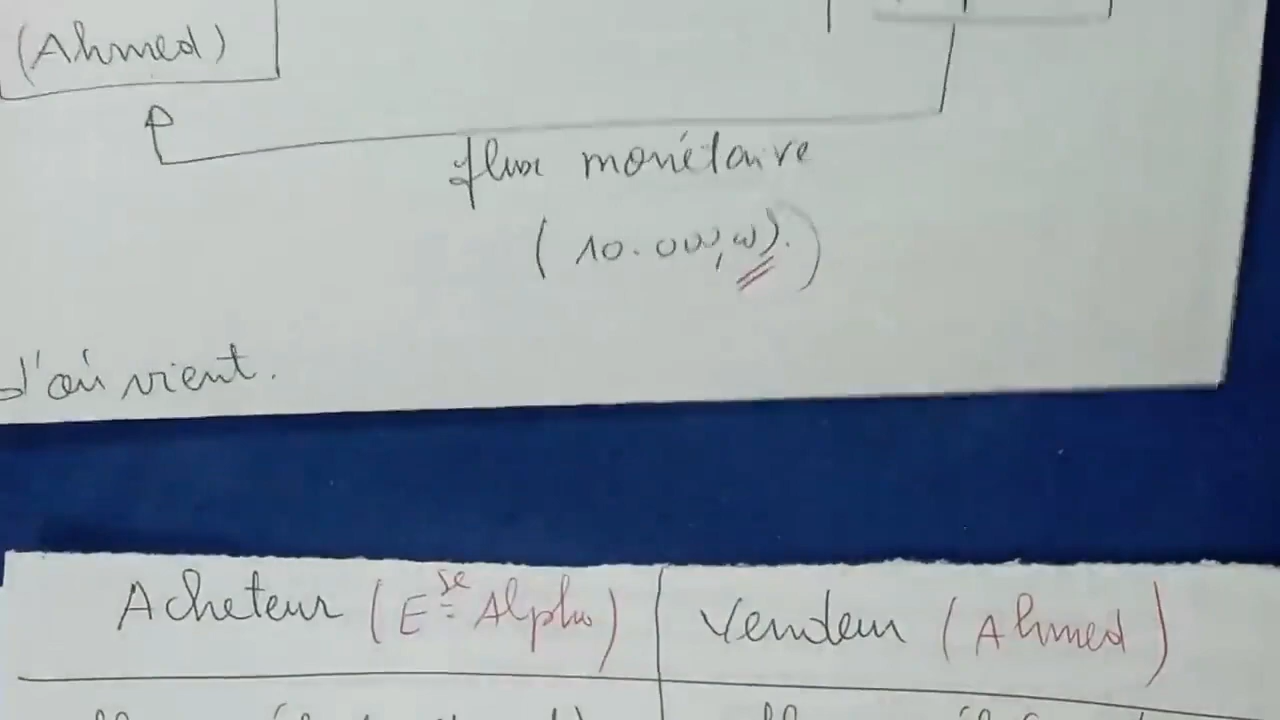 (Ahmed)
flux monétaire
(10.000,00).)
d'où vient.
Acheteur (Ese Alpha) | Vendeur (Ahmed)